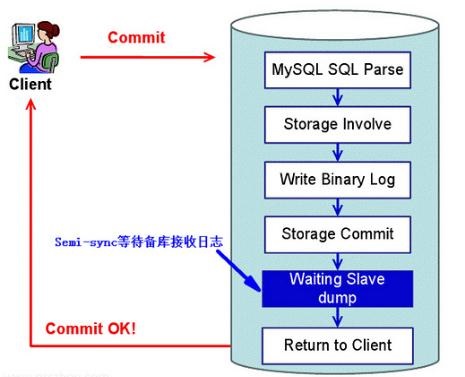 Commit
Client
MySQL SQL Parse
Storage Involve
Write Binary Log
Storage Commit
Semi-sync等待备库接收日志
Waiting Slave
dump
Commit OK!
Return to Client